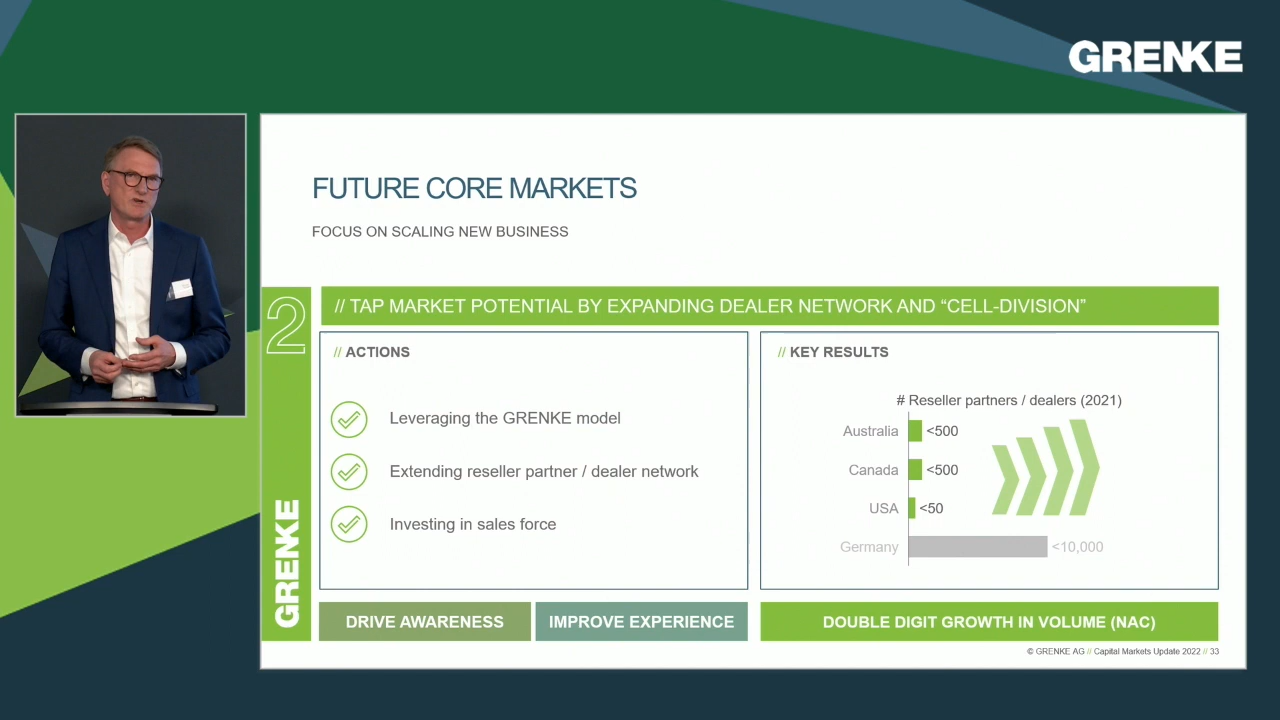 GRENKE
FUTURE CORE MARKETS
FOCUS ON SCALING NEW BUSINESS
2
// TAP MARKET POTENTIAL BY EXPANDING DEALER NETWORK AND “CELL-DIVISION”
// ACTIONS
Leveraging the GRENKE model
Extending reseller partner / dealer network
Investing in sales force
// KEY RESULTS
# Reseller partners / dealers (2021)
Australia <500
Canada <500
USA <50
Germany <10,000
GRENKE
DRIVE AWARENESS
IMPROVE EXPERIENCE
DOUBLE DIGIT GROWTH IN VOLUME (NAC)
© GRENKE AG // Capital Markets Update 2022 // 33